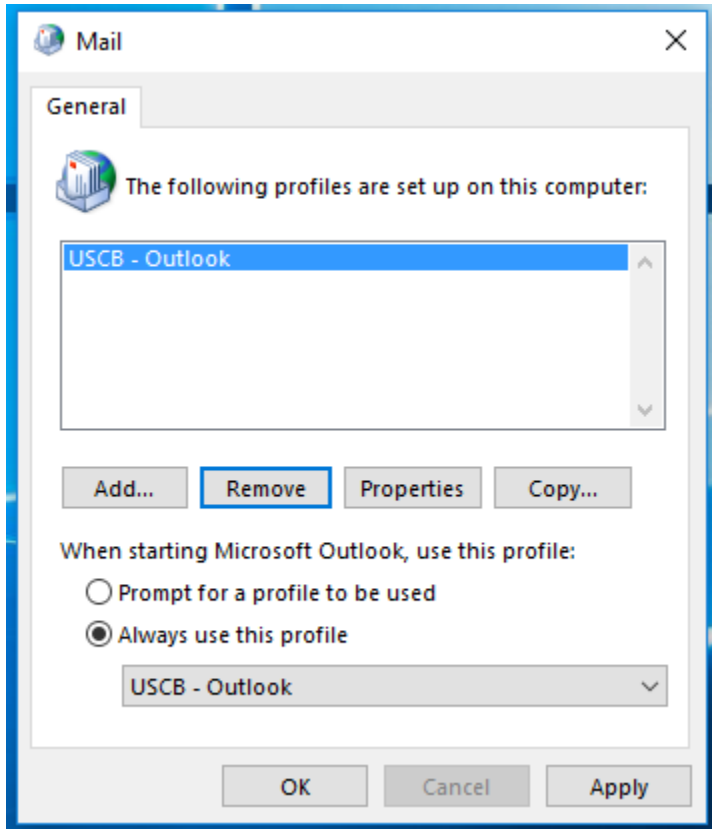 Mail
General
The following profiles are set up on this computer:
USCB - Outlook
Add... Remove Properties Copy...
When starting Microsoft Outlook, use this profile:
Prompt for a profile to be used
Always use this profile
USCB - Outlook
OK Cancel Apply